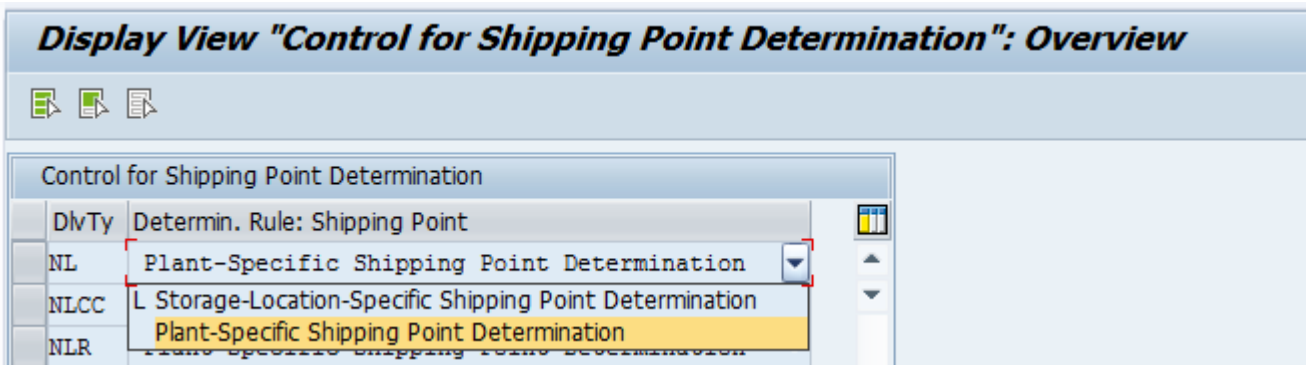 Display View "Control for Shipping Point Determination": Overview
Control for Shipping Point Determination
DlvTy Determin. Rule: Shipping Point
NL Plant-Specific Shipping Point Determination
NLCC L Storage-Location-Specific Shipping Point Determination
Plant-Specific Shipping Point Determination
NLR